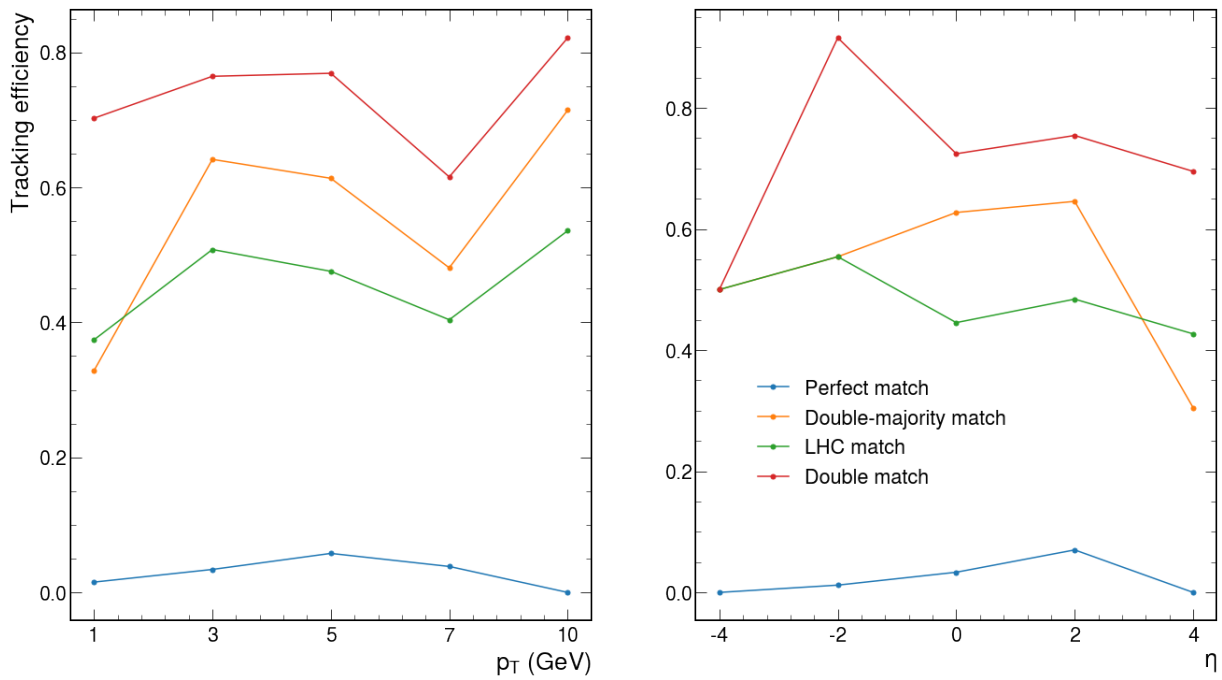 Tracking efficiency
0.8
0.6
0.4
0.2
0.0
1 3 5 7 10
p_T (GeV)
0.8
0.6
0.4
0.2
0.0
Perfect match
Double-majority match
LHC match
Double match
-4 -2 0 2 4
η